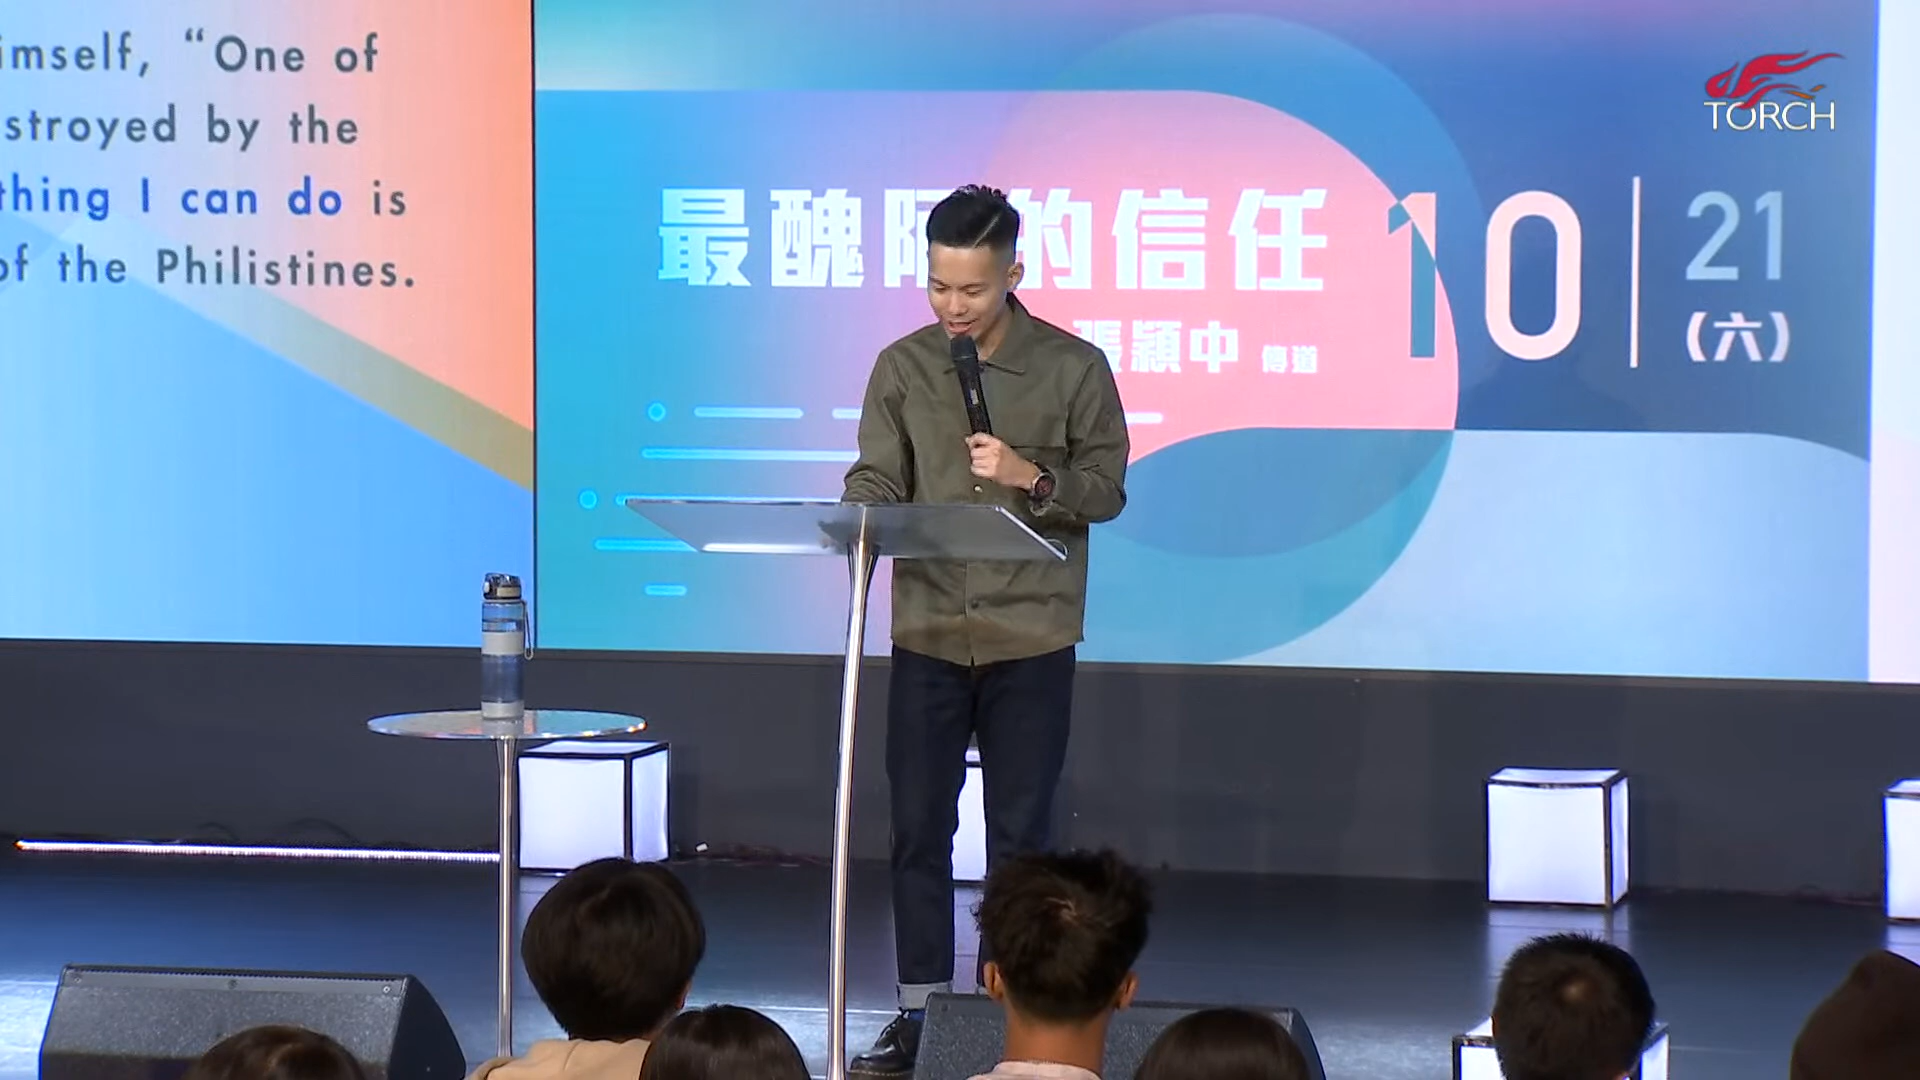 imself, “One of
stroyed by the
thing I can do is
of the Philistines.
TORCH
最醜陋的信任
張穎中 傳道
10
21
(六)